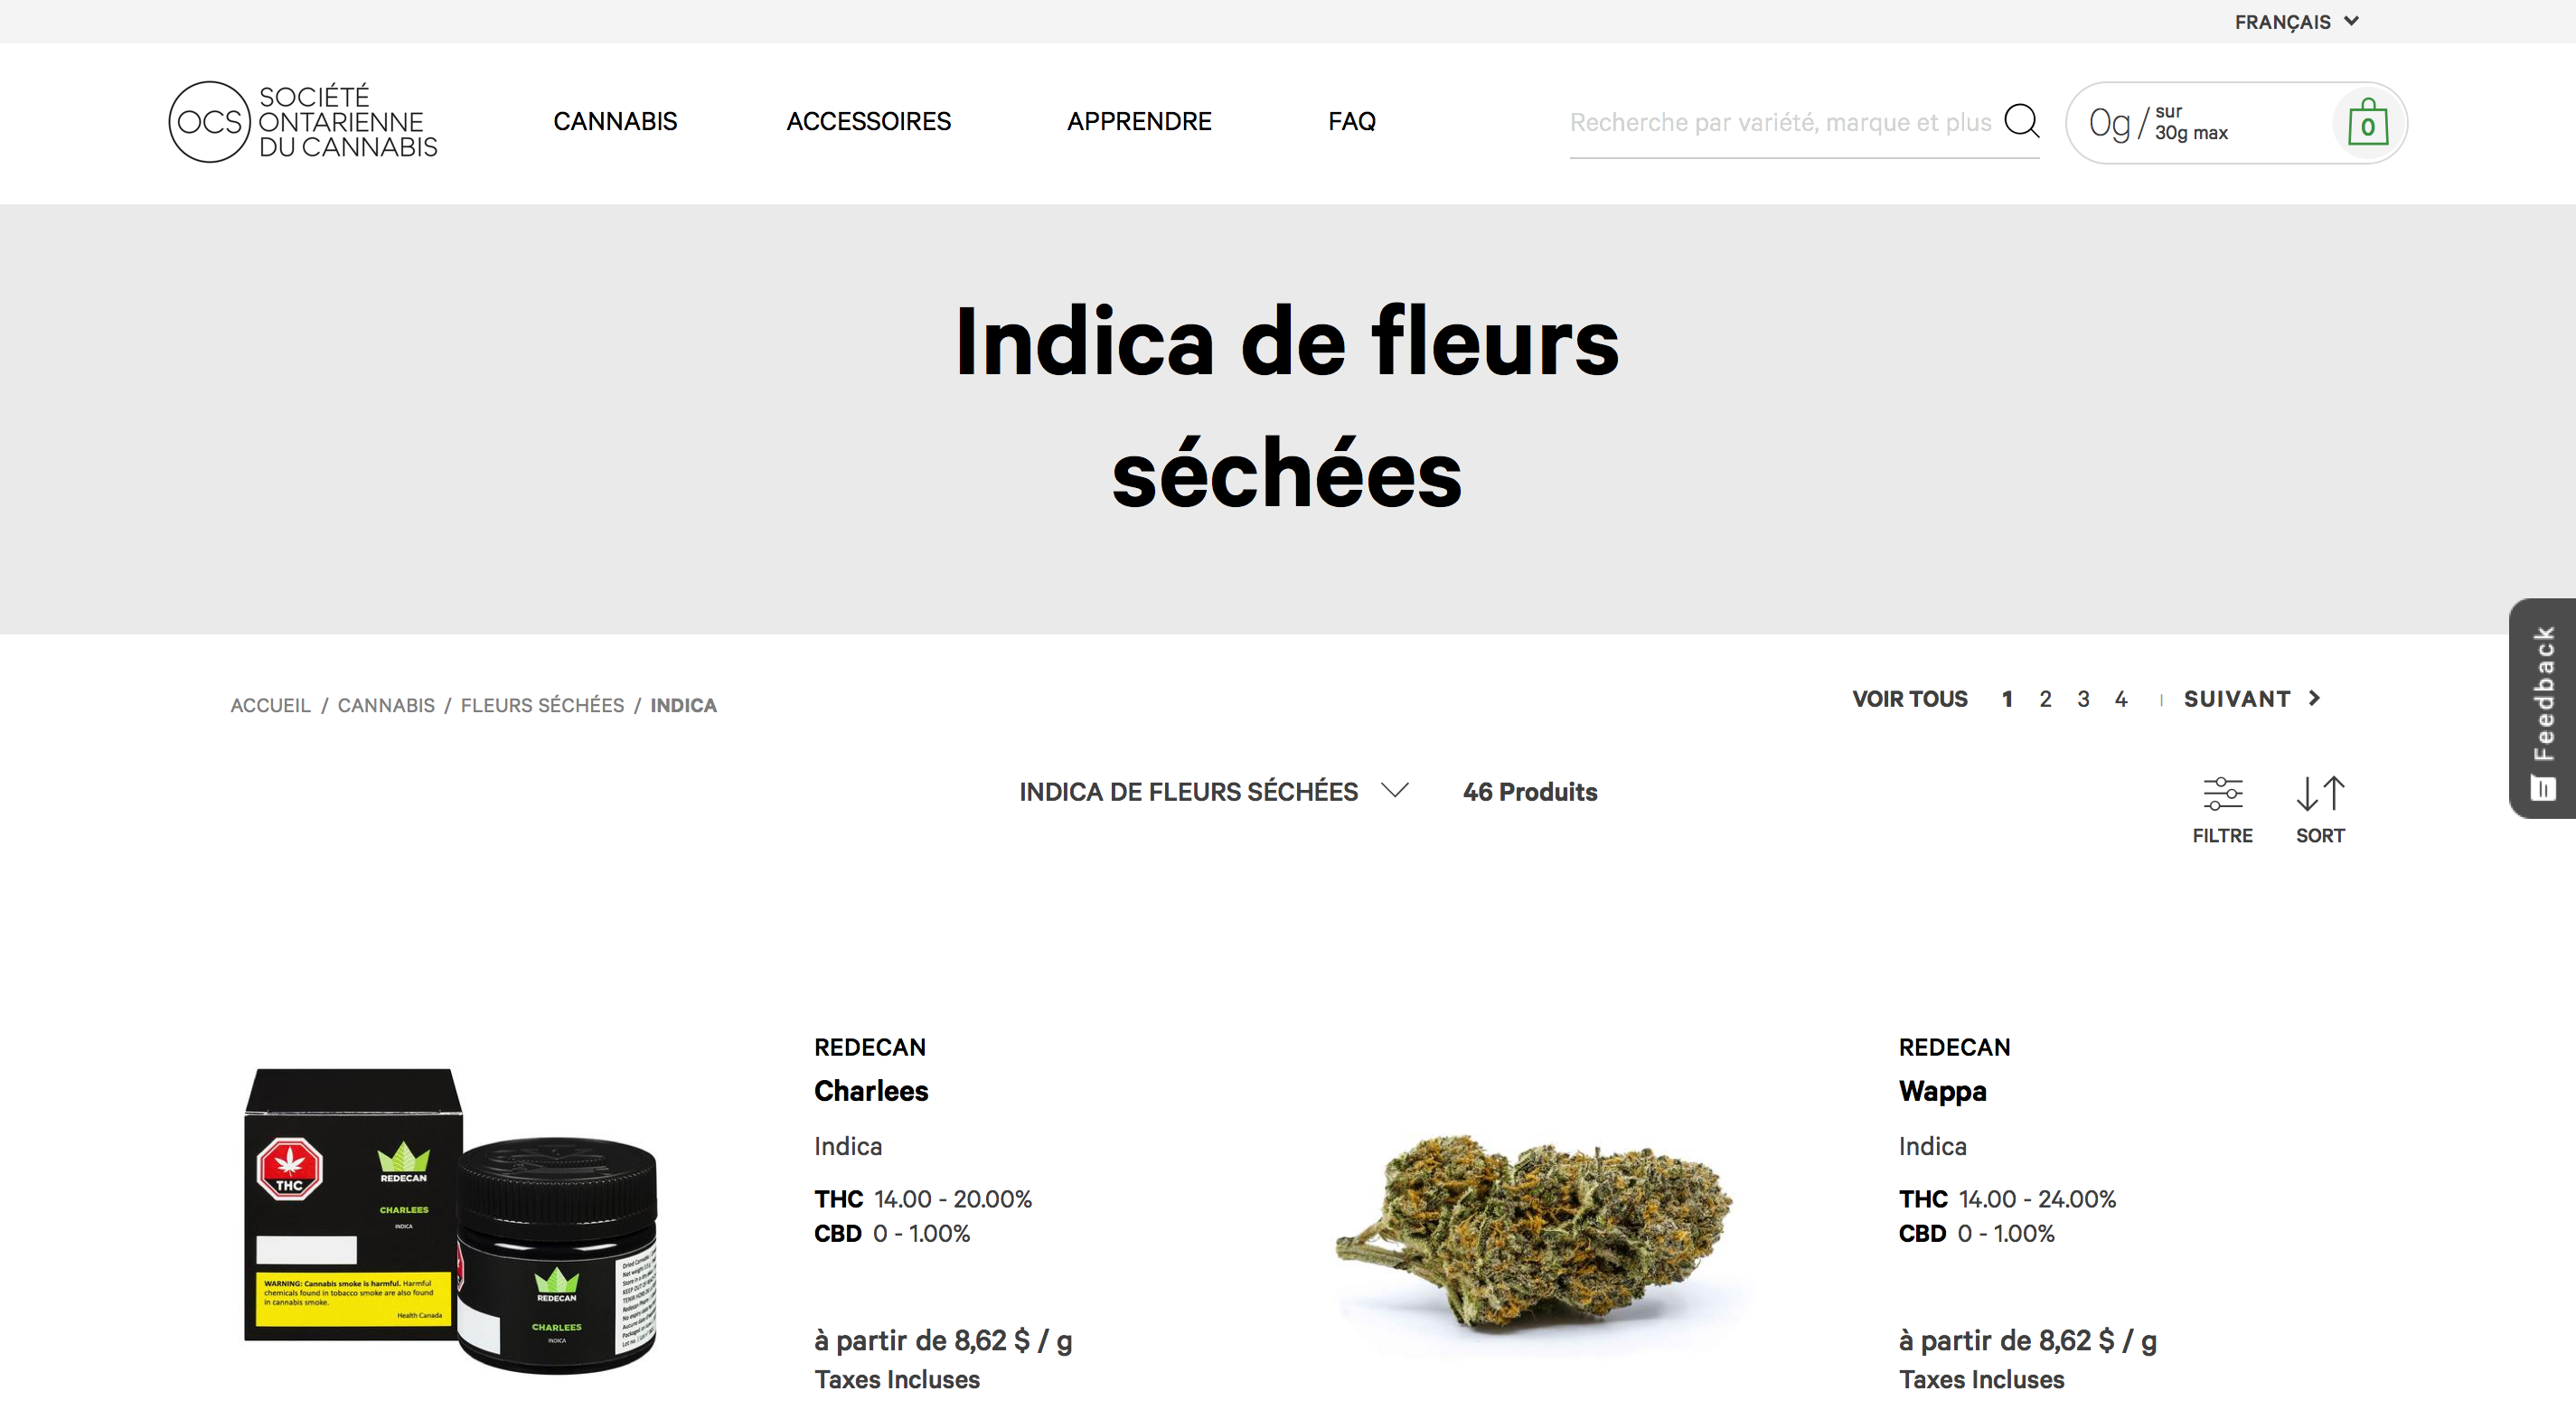 FRANÇAIS
OCS
SOCIÉTÉ
ONTARIENNE
DU CANNABIS
CANNABIS
ACCESSOIRES
APPRENDRE
FAQ
Recherche par variété, marque et plus
0g / sur
30g max
0
Indica de fleurs
séchées
Feedback
ACCUEIL / CANNABIS / FLEURS SÉCHÉES / INDICA
VOIR TOUS 1 2 3 4 | SUIVANT
INDICA DE FLEURS SÉCHÉES
46 Produits
FILTRE
SORT
THC
REDECAN
CHARLEES
INDICA
WARNING: Cannabis smoke is harmful. Harmful
chemicals found in tobacco smoke are also found
in cannabis smoke.
Health Canada
REDECAN
CHARLEES
INDICA
REDECAN
Charlees
Indica
THC 14.00 - 20.00%
CBD 0 - 1.00%
à partir de 8,62 $ / g
Taxes Incluses
REDECAN
Wappa
Indica
THC 14.00 - 24.00%
CBD 0 - 1.00%
à partir de 8,62 $ / g
Taxes Incluses